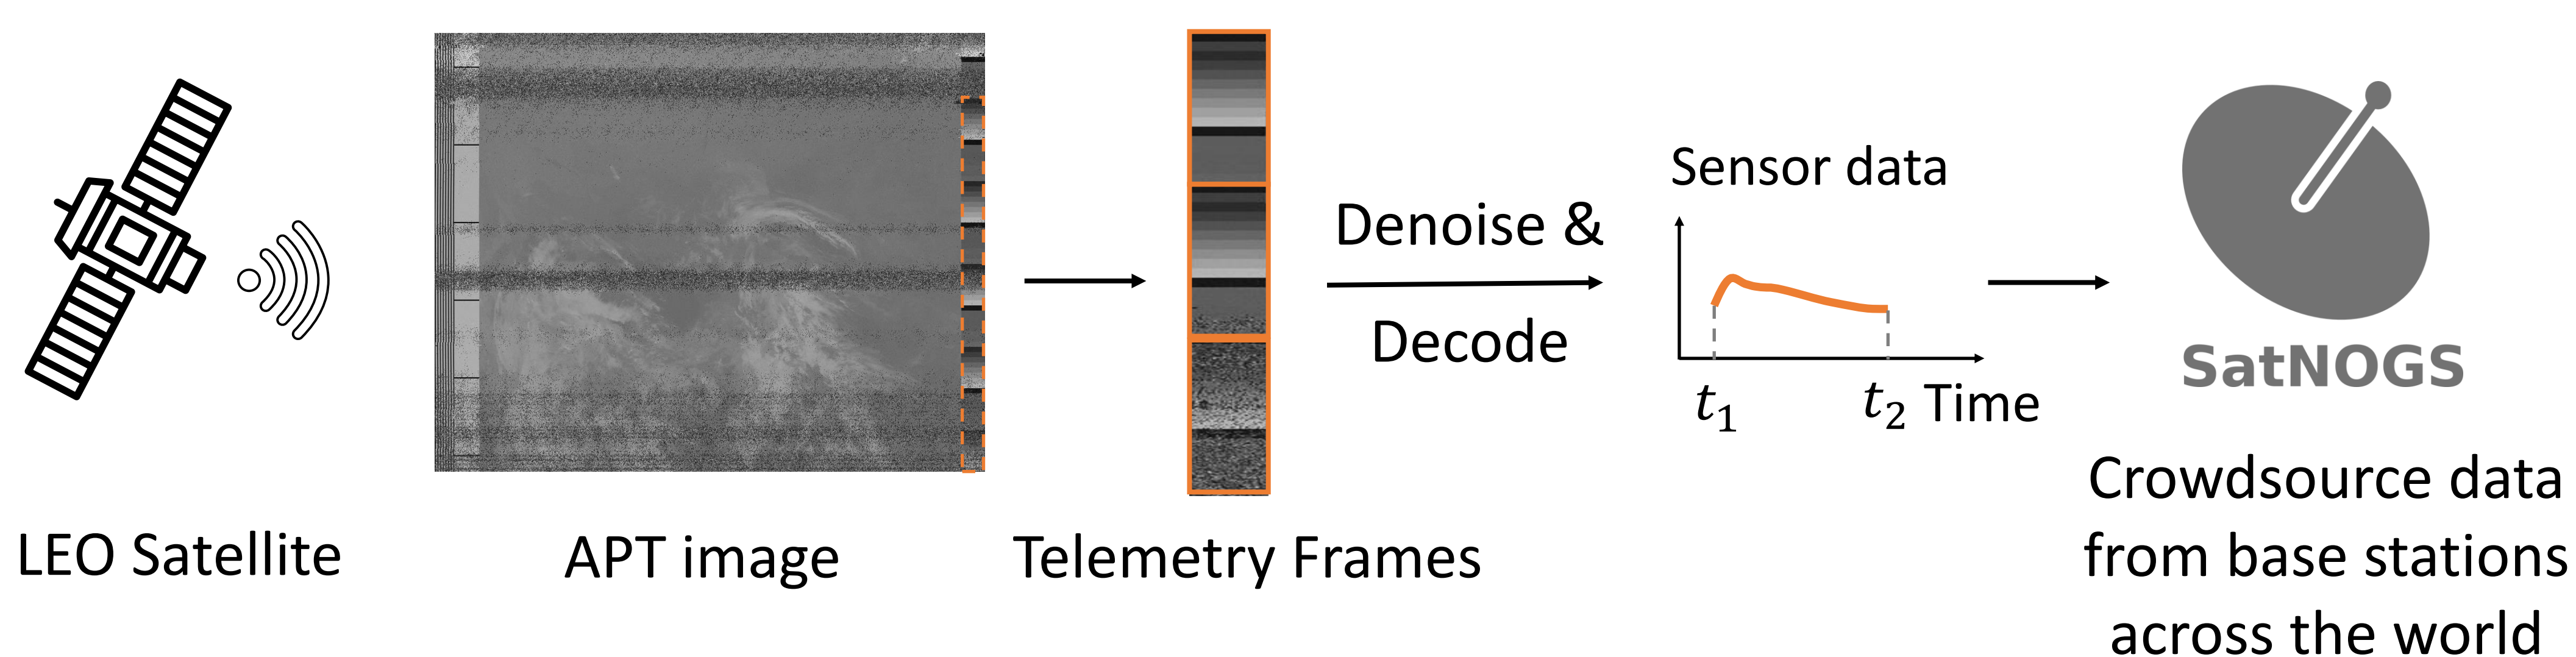 LEO Satellite
APT image
Telemetry Frames
Denoise &
Decode
Sensor data
t₁
t₂ Time
SatNOGS
Crowdsource data
from base stations
across the world